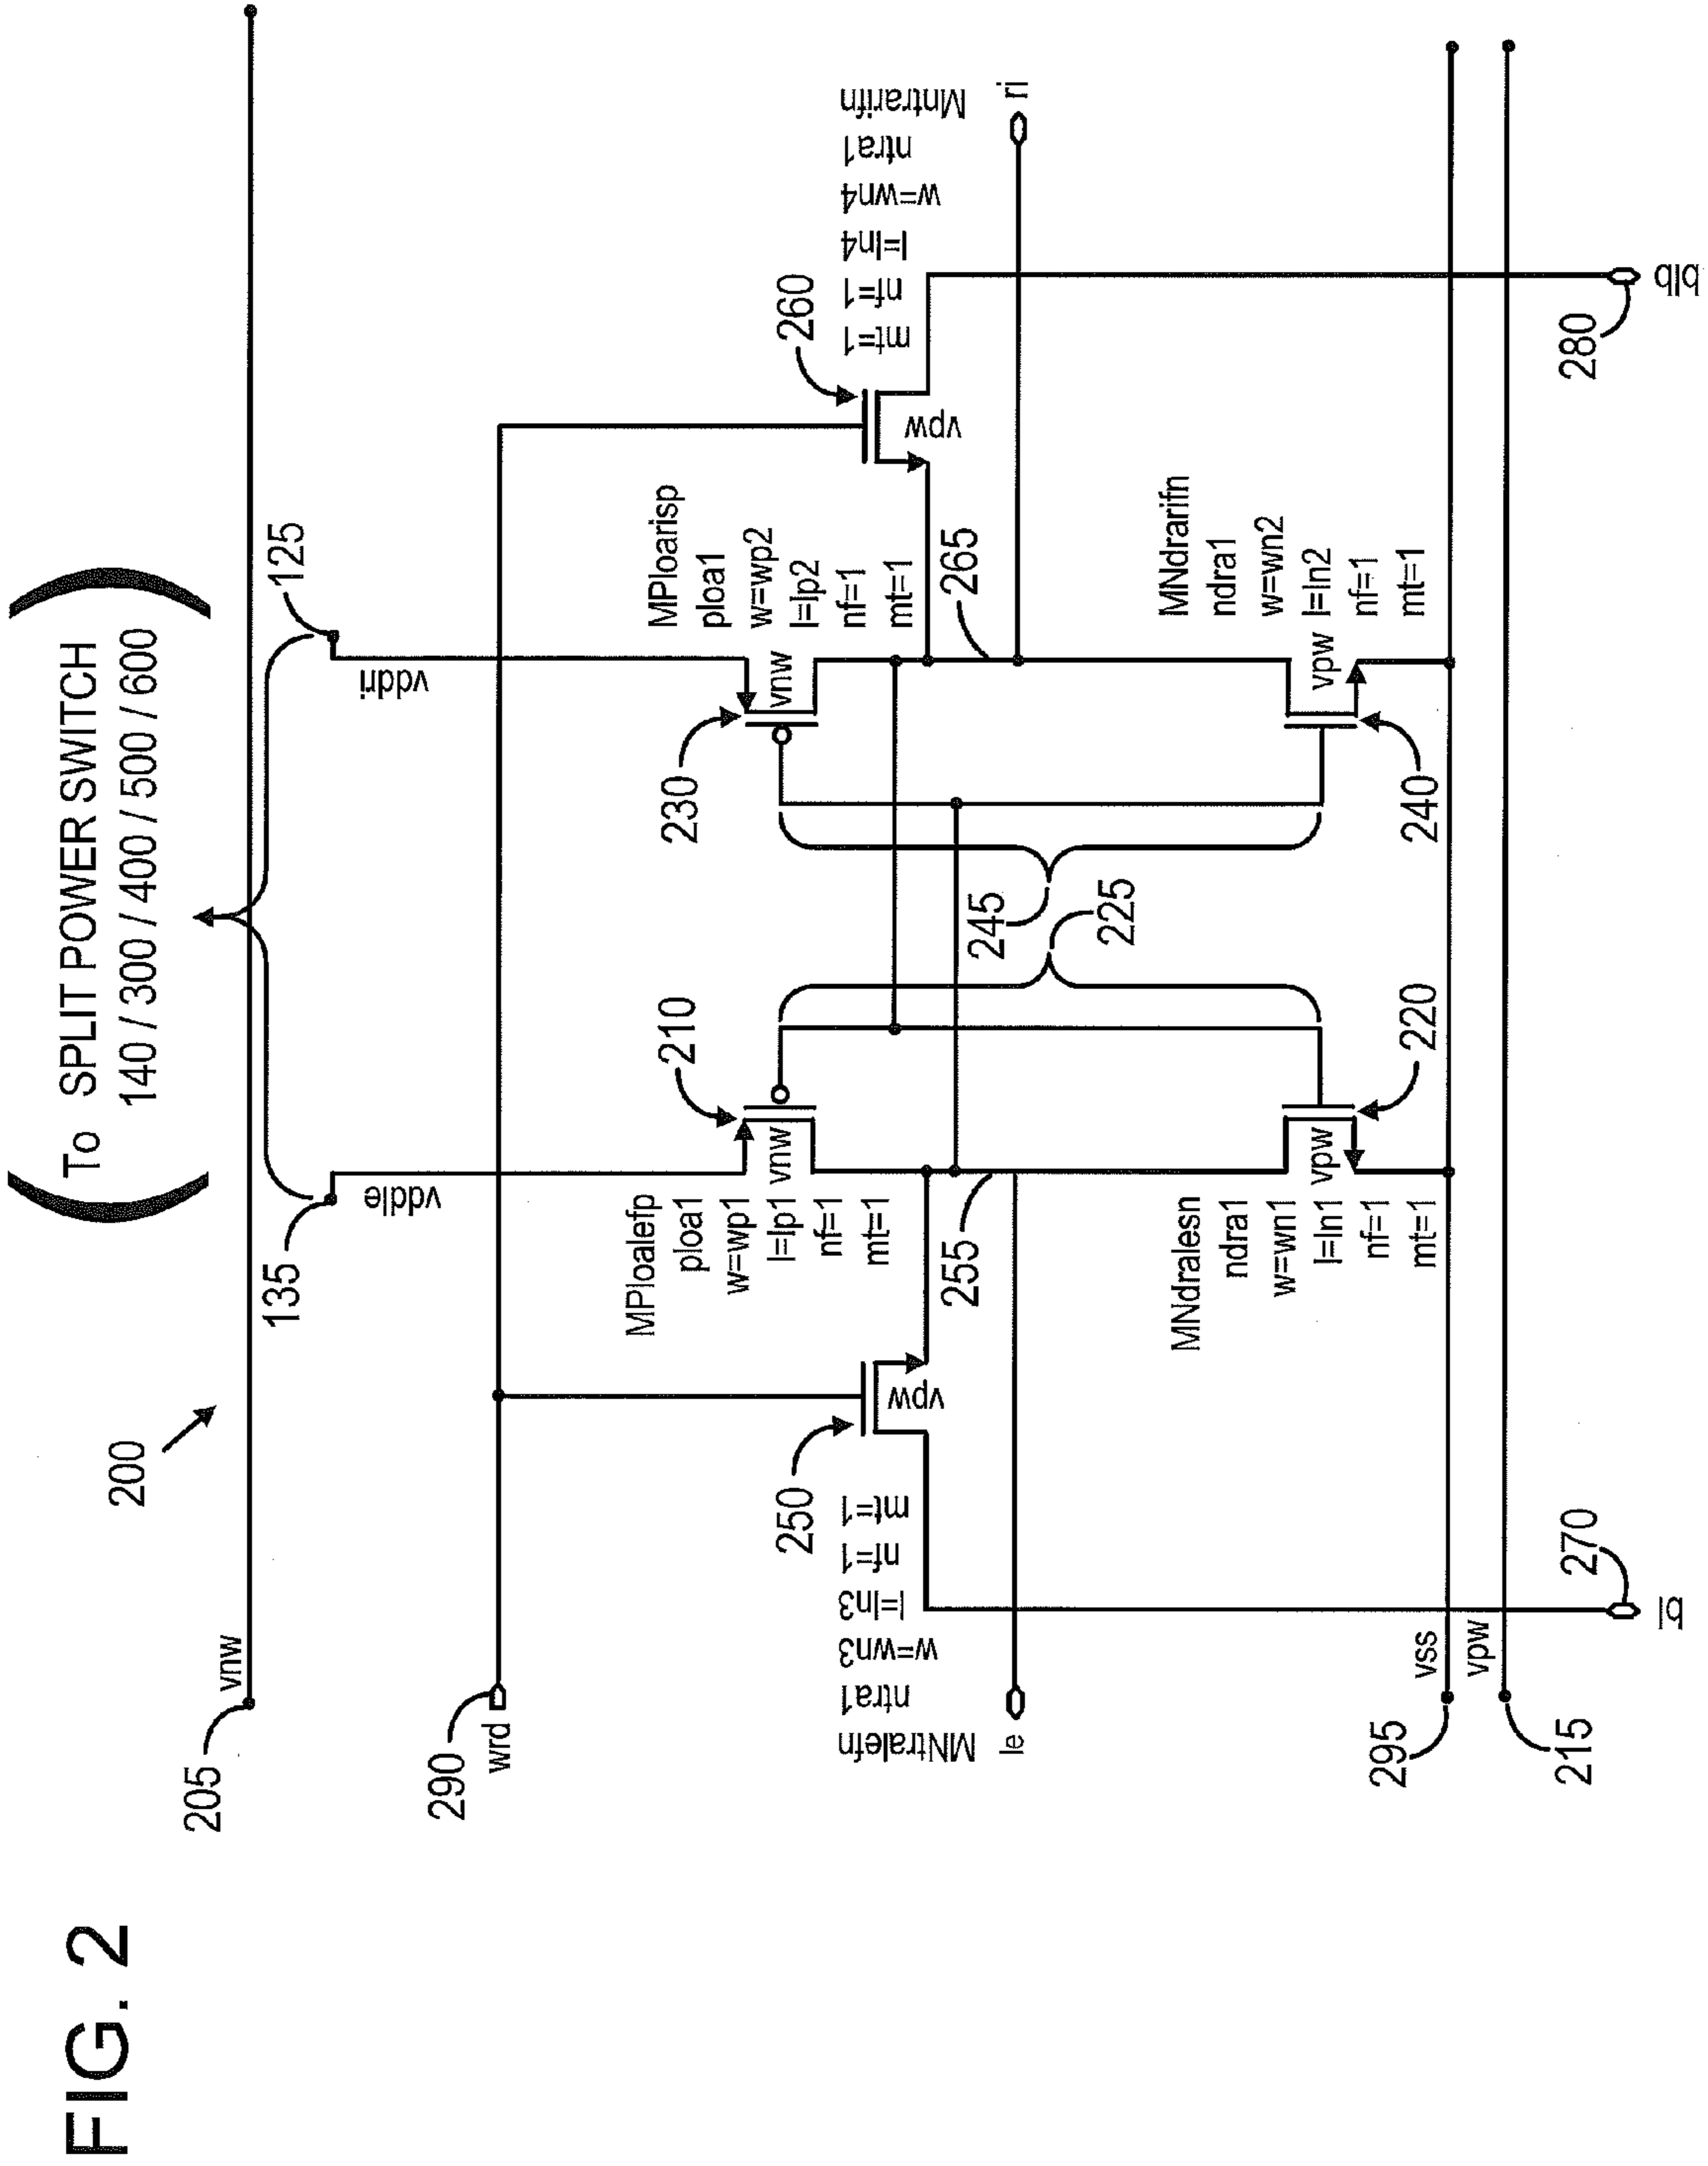 FIG. 2
200
( To SPLIT POWER SWITCH
140 / 300 / 400 / 500 / 600 )
205
vnw
135
vddle
125
vddri
290
wrd
210
MPloalefp
ploa1
w=wp1
l=lp1
nf=1
mt=1
vnw
230
MPloarisp
ploa1
w=wp2
l=lp2
nf=1
mt=1
vnw
250
vpw
MNtralefn
ntra1
w=wn3
l=ln3
nf=1
mt=1
260
vpw
Mntrarifn
ntra1
w=wn4
l=ln4
nf=1
mt=1
245
225
255
265
le
ri
220
MNdralesn
ndra1
w=wn1
l=ln1
nf=1
mt=1
vpw
240
MNdrarifn
ndra1
w=wn2
l=ln2
nf=1
mt=1
vpw
295
vss
215
vpw
270
bl
280
blb